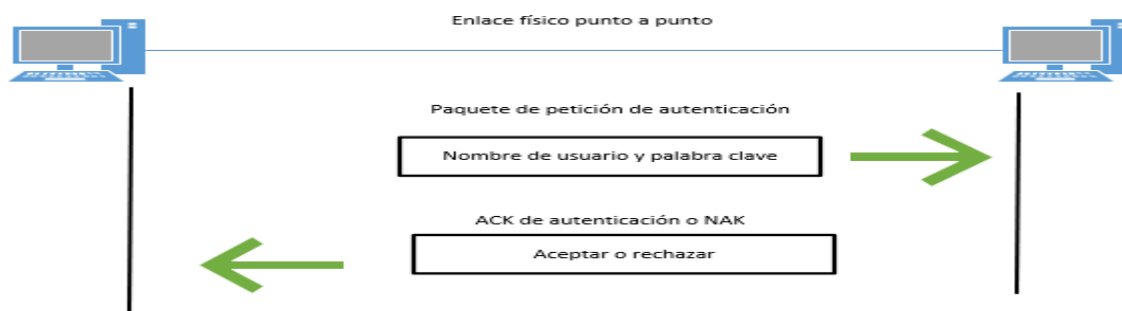 Enlace físico punto a punto
Paquete de petición de autenticación
Nombre de usuario y palabra clave
ACK de autenticación o NAK
Aceptar o rechazar